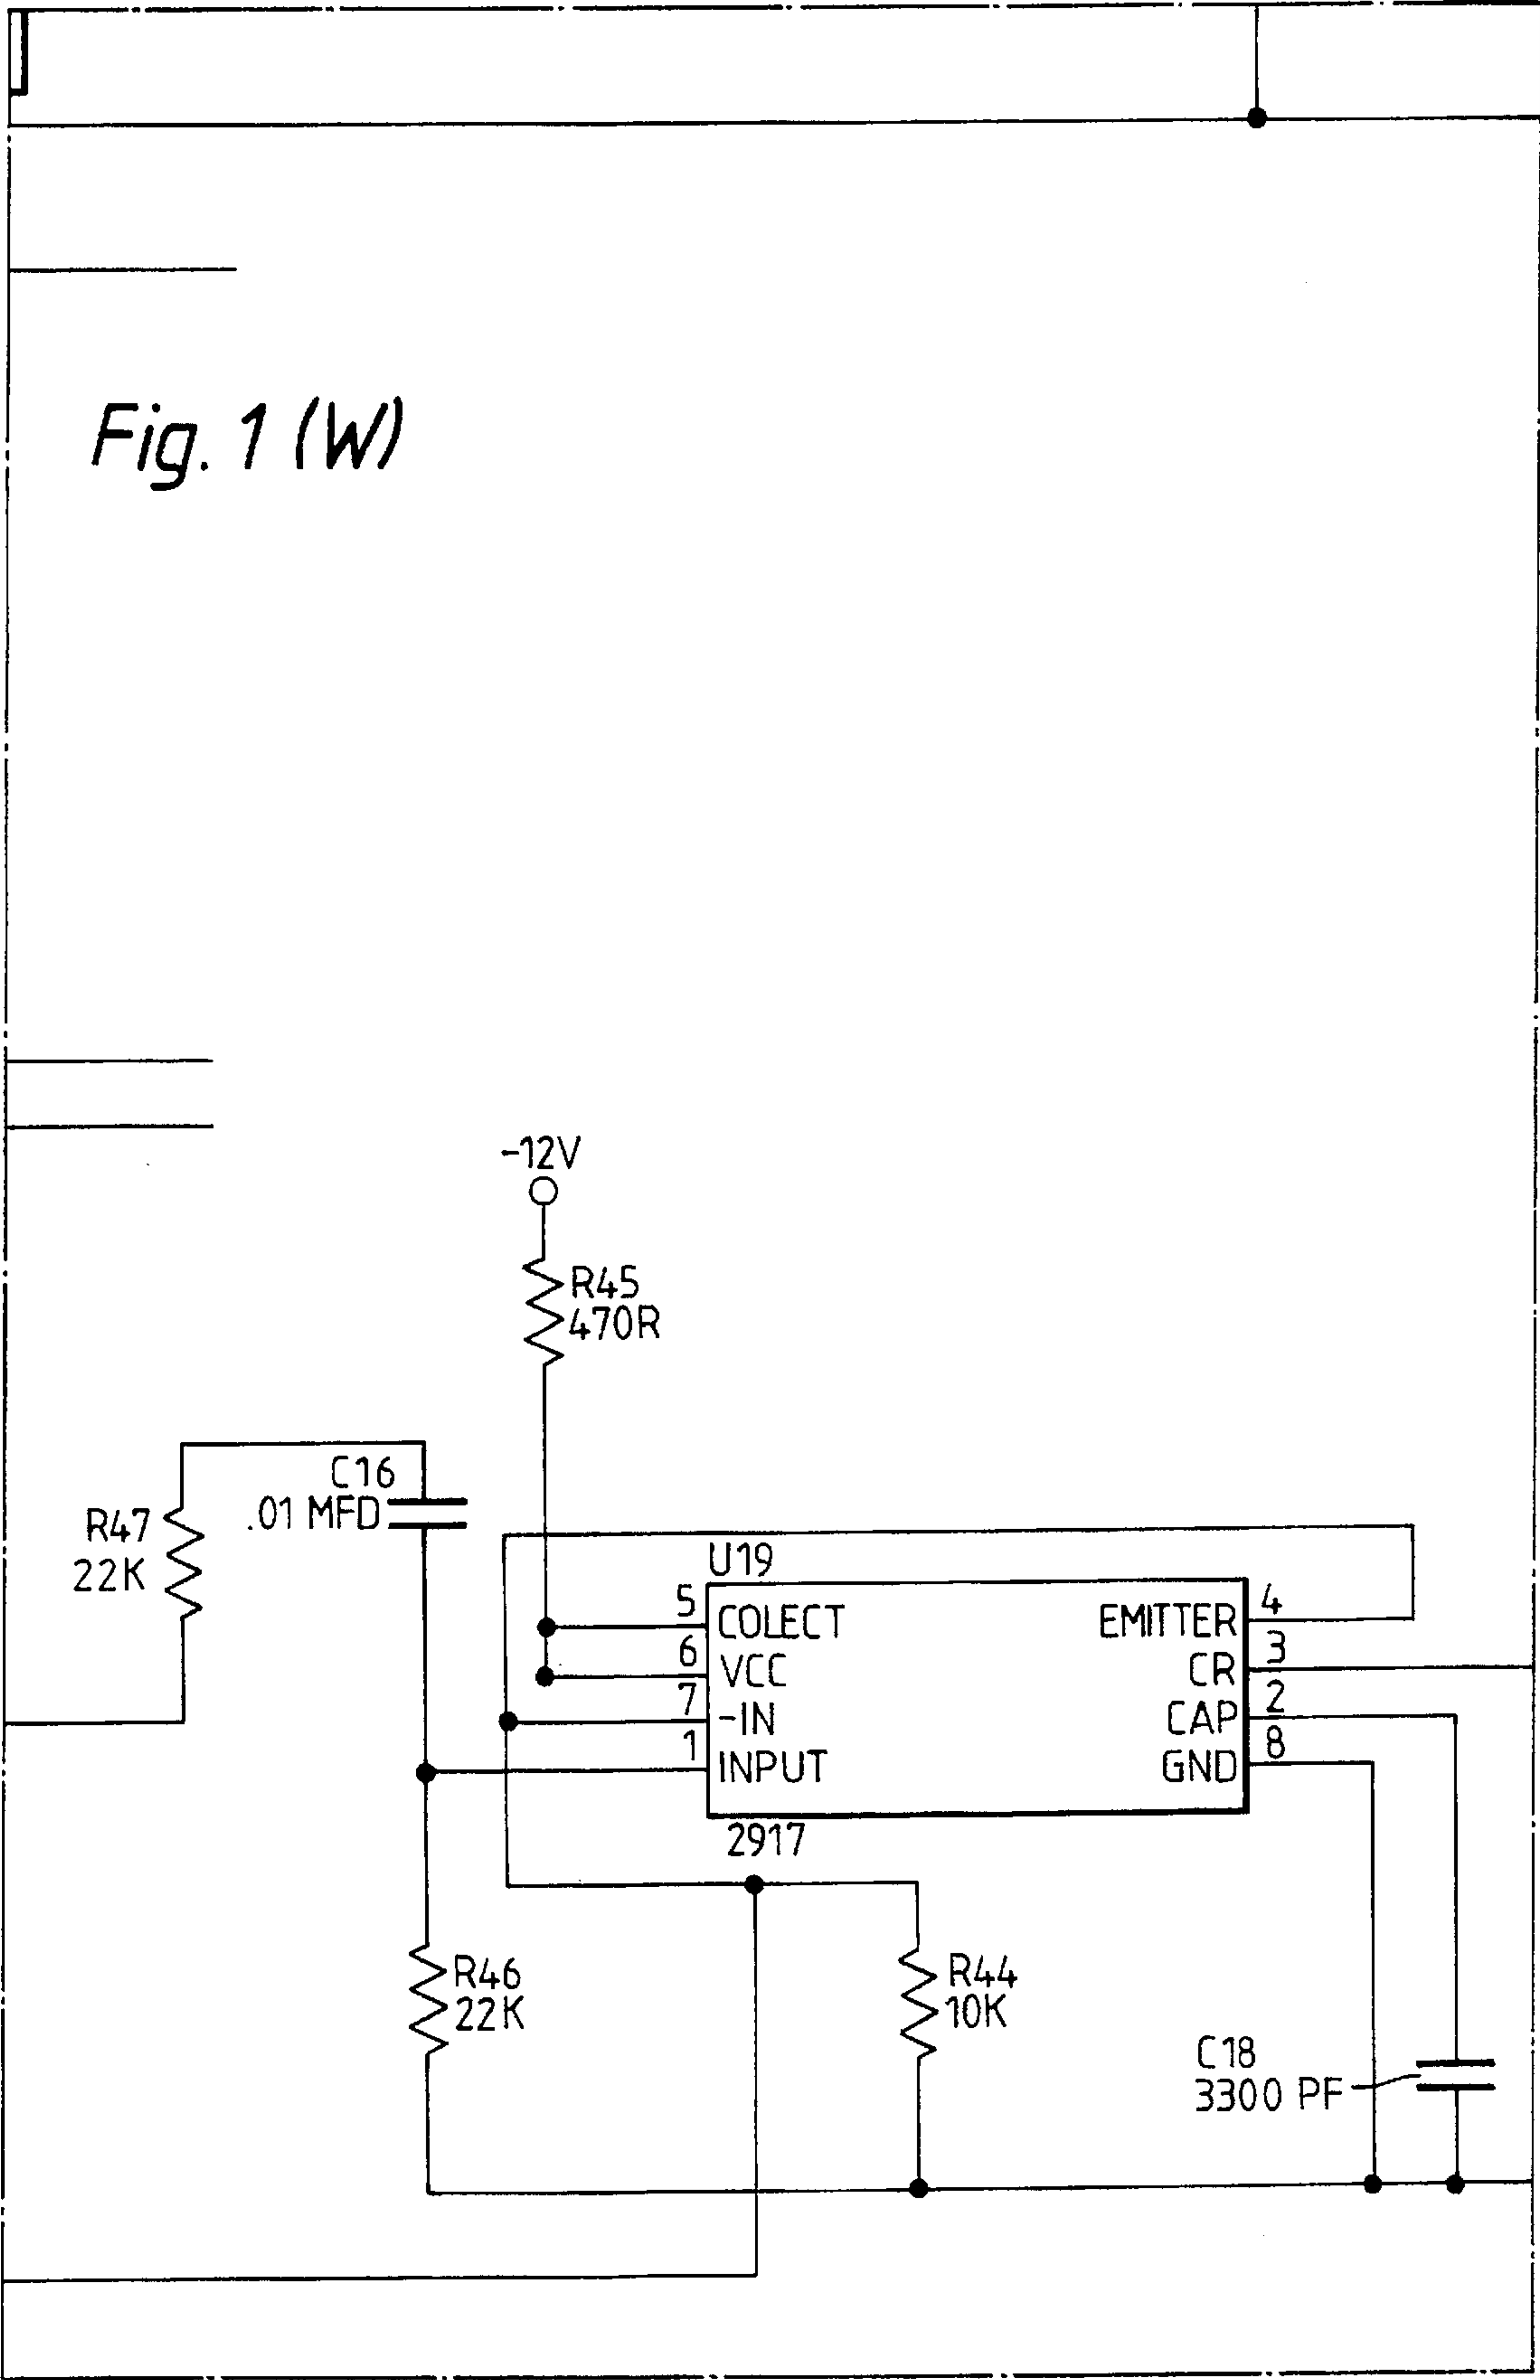 Fig. 1 (W)
-12V
R45
470R
C16
.01 MFD
R47
22K
U19
5
COLECT
6
VCC
7
-IN
1
INPUT
EMITTER
4
CR
3
CAP
2
GND
8
2917
R46
22K
R44
10K
C18
3300 PF